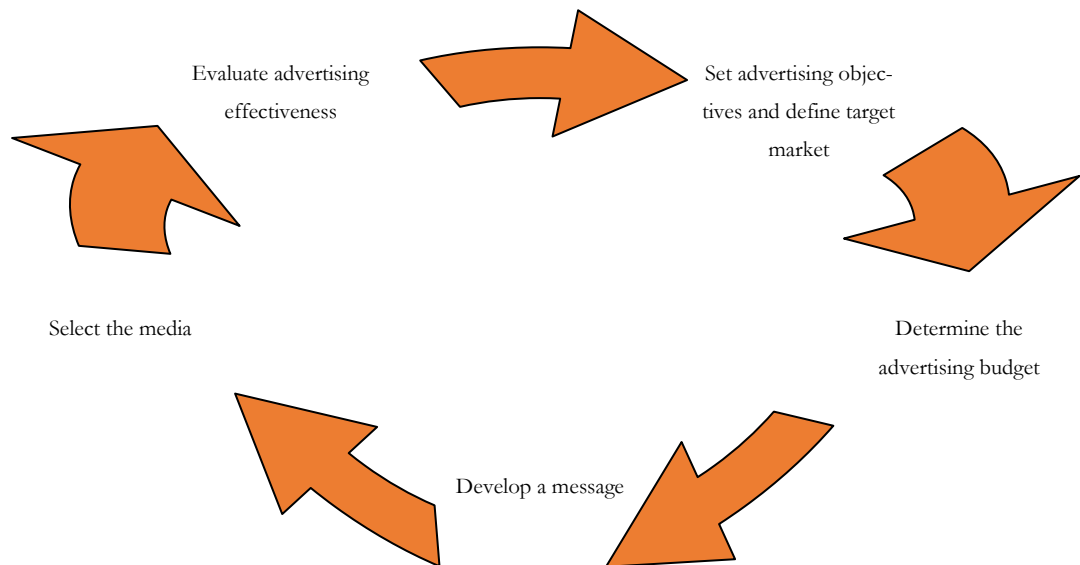 Evaluate advertising
effectiveness
Set advertising objec-
tives and define target
market
Select the media
Determine the
advertising budget
Develop a message